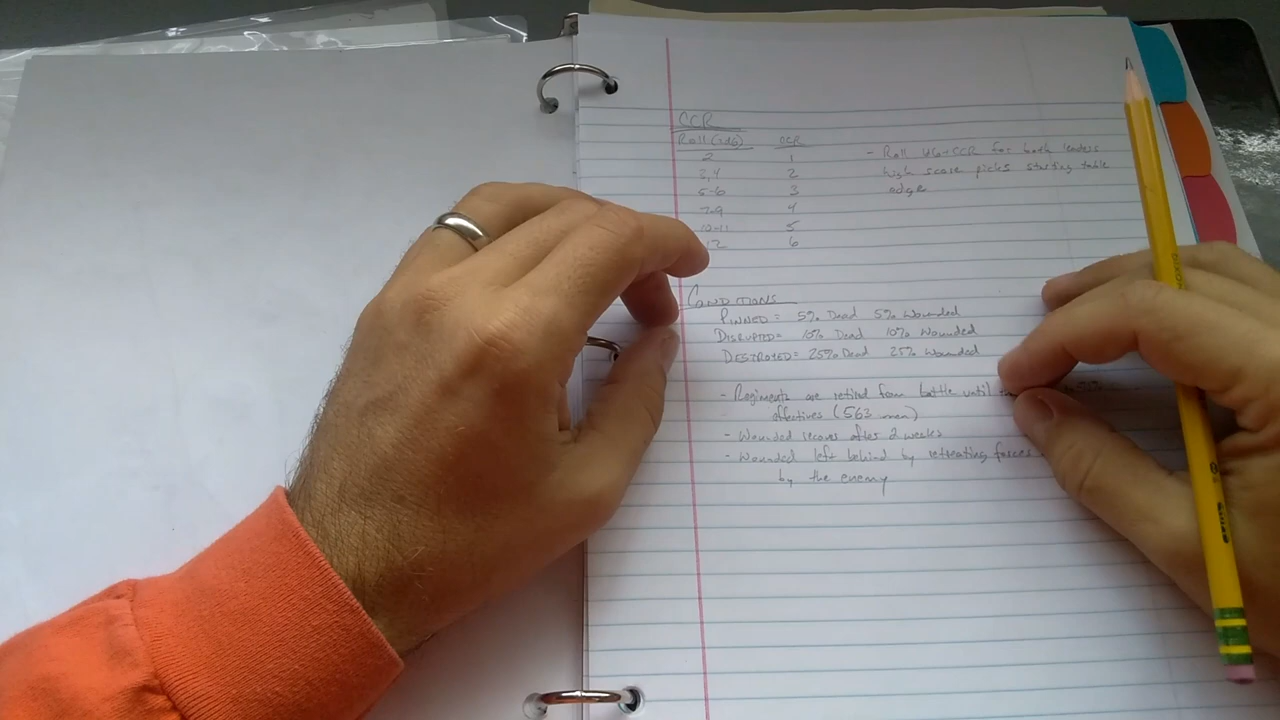 CCR
Roll (2d6) CCR
2 1
3,4 2
5-6 3
7-9 4
10-11 5
12 6
- Roll d6+CCR for both leaders
high score picks starting table
edge
CONDITIONS
PINNED = 5% Dead 5% Wounded
DISRUPTED= 10% Dead 10% Wounded
DESTROYED= 25% Dead 25% Wounded
- Regiments are retired from battle until
effectives (563 men)
- Wounded recover after 2 weeks
- Wounded left behind by retreating forces
by the enemy